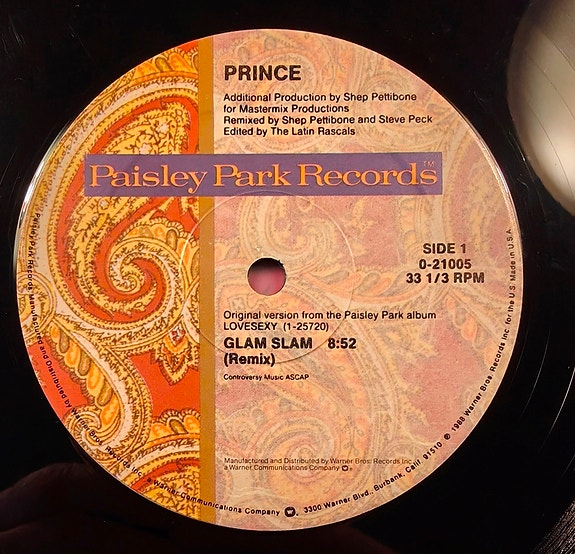 PRINCE
Additional Production by Shep Pettibone
for Mastermix Productions
Remixed by Shep Pettibone and Steve Peck
Edited by The Latin Rascals
Paisley Park Records™
SIDE 1
0-21005
33 1/3 RPM
Original version from the Paisley Park album
LOVESEXY (1-25720)
GLAM SLAM 8:52
(Remix)
Controversy Music ASCAP
Manufactured and Distributed by Warner Bros. Records Inc.
a Warner Communications Company
Paisley Park Records Manufactured and Distributed by Warner Bros. Records Inc. a Warner Communications Company 3300 Warner Blvd., Burbank, Calif. 91510 ℗ 1988 Warner Bros. Records Inc. for the U.S. Made in U.S.A.